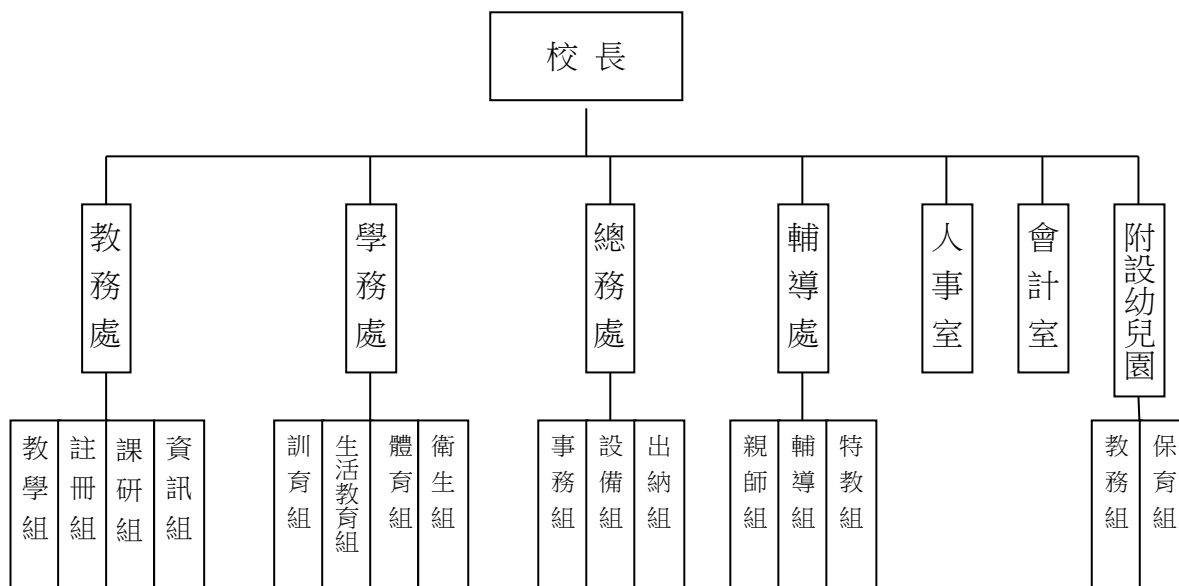 校長
教務處
學務處
總務處
輔導處
人事室
會計室
附設幼兒園
教學組
註冊組
課研組
資訊組
訓育組
生活教育組
體育組
衛生組
事務組
設備組
出納組
親師組
輔導組
特教組
教務組
保育組